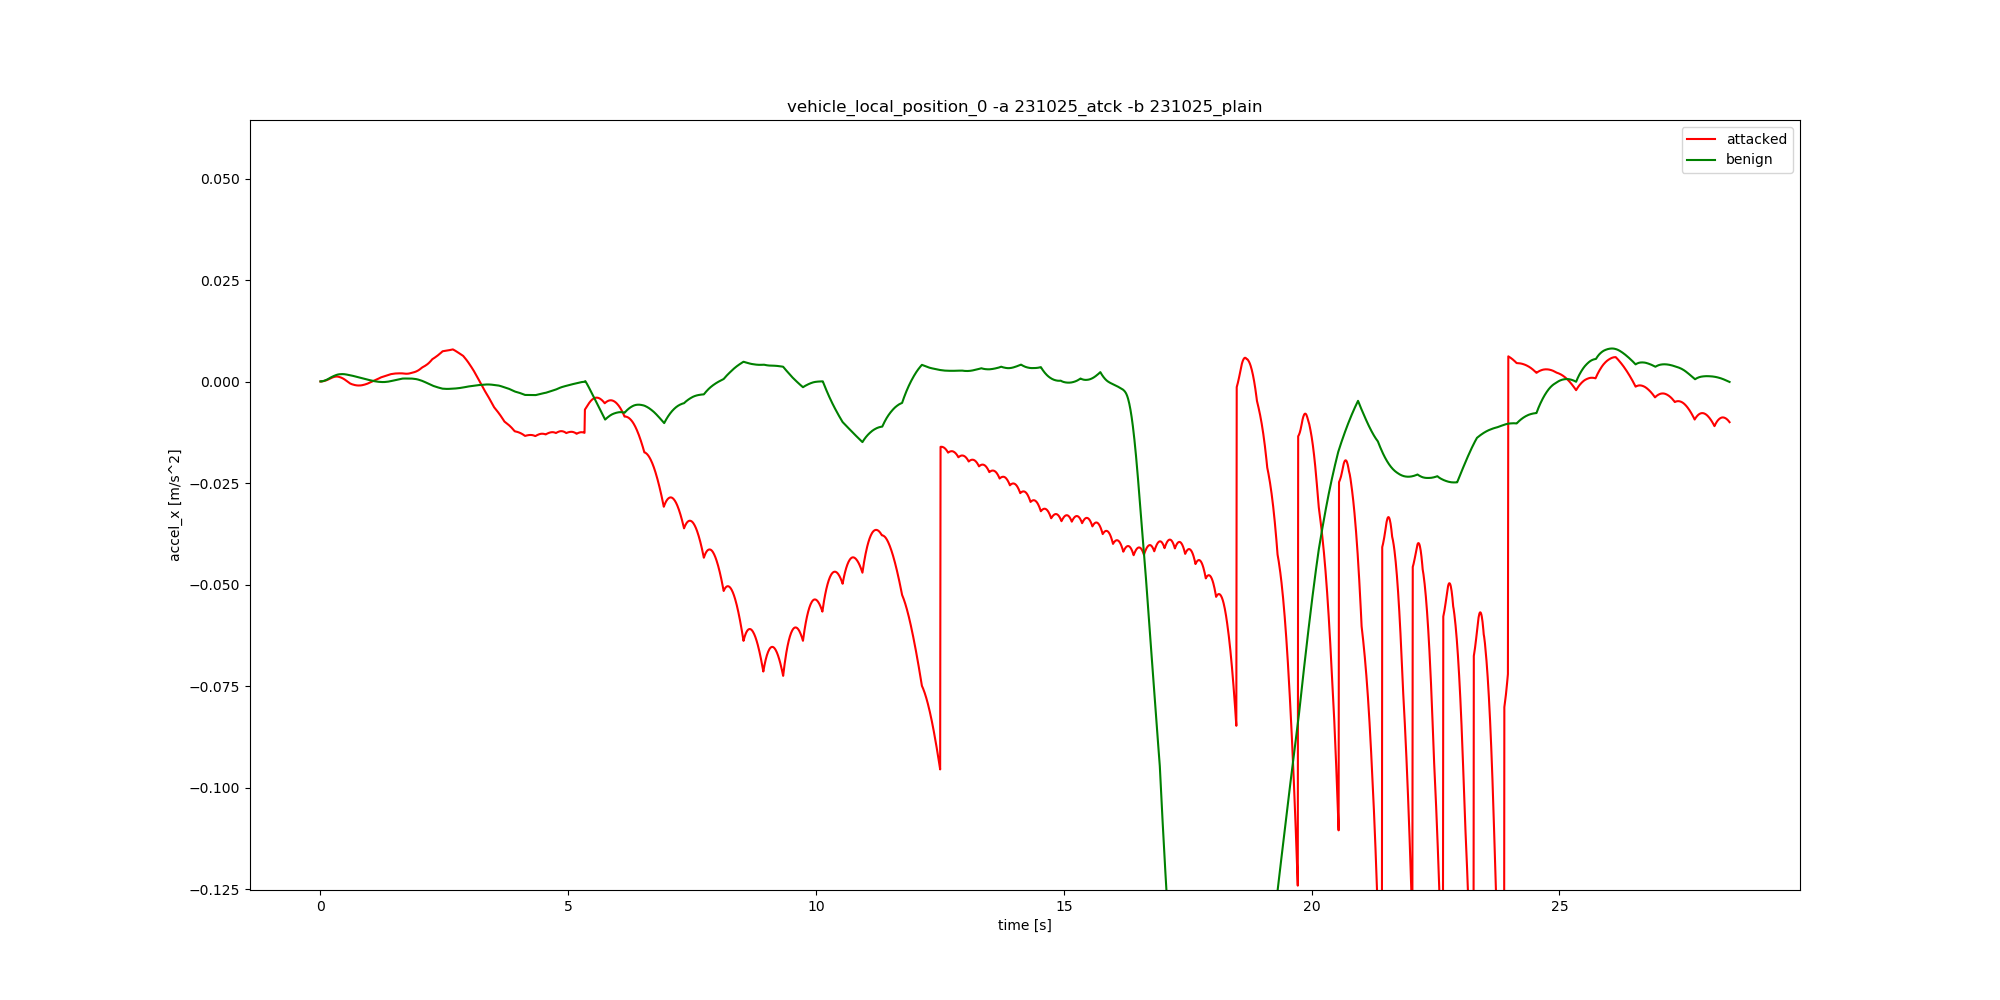 vehicle_local_position_0 -a 231025_atck -b 231025_plain
attacked
benign
0.050
0.025
0.000
−0.025
−0.050
−0.075
−0.100
−0.125
accel_x [m/s^2]
0
5
10
15
20
25
time [s]